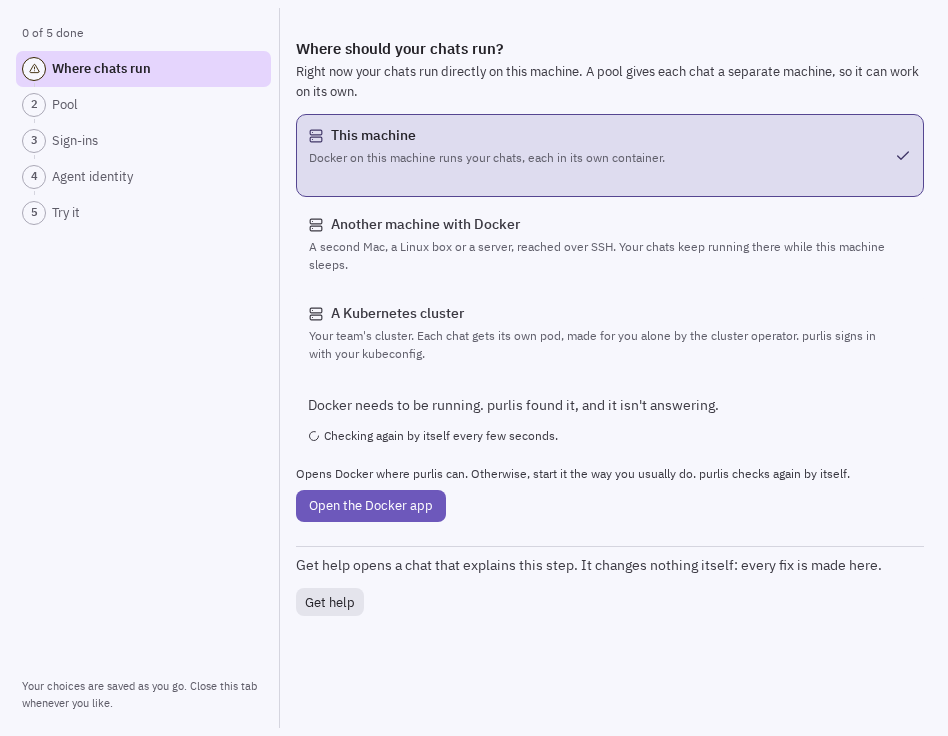 0 of 5 done
Where chats run
2 Pool
3 Sign-ins
4 Agent identity
5 Try it
Your choices are saved as you go. Close this tab
whenever you like.
Where should your chats run?
Right now your chats run directly on this machine. A pool gives each chat a separate machine, so it can work
on its own.
This machine
Docker on this machine runs your chats, each in its own container.
Another machine with Docker
A second Mac, a Linux box or a server, reached over SSH. Your chats keep running there while this machine
sleeps.
A Kubernetes cluster
Your team's cluster. Each chat gets its own pod, made for you alone by the cluster operator. purlis signs in
with your kubeconfig.
Docker needs to be running. purlis found it, and it isn't answering.
Checking again by itself every few seconds.
Opens Docker where purlis can. Otherwise, start it the way you usually do. purlis checks again by itself.
Open the Docker app
Get help opens a chat that explains this step. It changes nothing itself: every fix is made here.
Get help